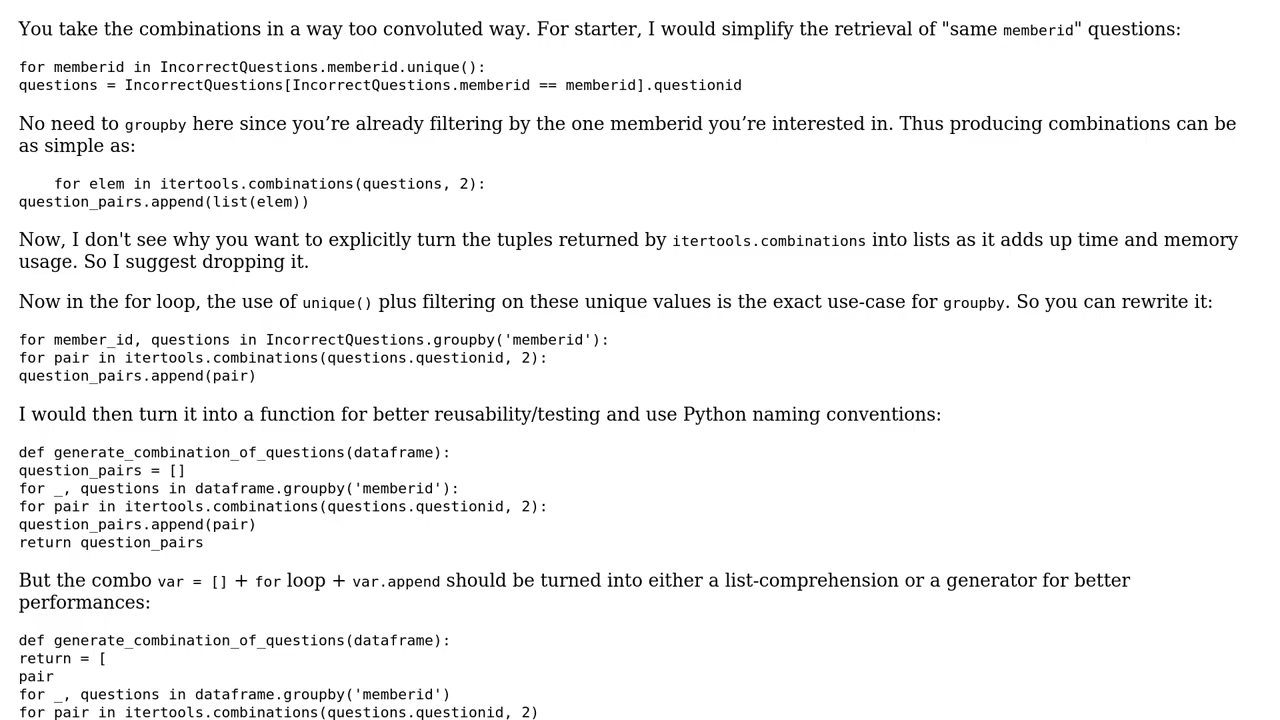 You take the combinations in a way too convoluted way. For starter, I would simplify the retrieval of "same memberid" questions:
for memberid in IncorrectQuestions.memberid.unique():
questions = IncorrectQuestions[IncorrectQuestions.memberid == memberid].questionid
No need to groupby here since you’re already filtering by the one memberid you’re interested in. Thus producing combinations can be
as simple as:
    for elem in itertools.combinations(questions, 2):
question_pairs.append(list(elem))
Now, I don't see why you want to explicitly turn the tuples returned by itertools.combinations into lists as it adds up time and memory
usage. So I suggest dropping it.
Now in the for loop, the use of unique() plus filtering on these unique values is the exact use-case for groupby. So you can rewrite it:
for member_id, questions in IncorrectQuestions.groupby('memberid'):
for pair in itertools.combinations(questions.questionid, 2):
question_pairs.append(pair)
I would then turn it into a function for better reusability/testing and use Python naming conventions:
def generate_combination_of_questions(dataframe):
question_pairs = []
for _, questions in dataframe.groupby('memberid'):
for pair in itertools.combinations(questions.questionid, 2):
question_pairs.append(pair)
return question_pairs
But the combo var = [] + for loop + var.append should be turned into either a list-comprehension or a generator for better
performances:
def generate_combination_of_questions(dataframe):
return = [
pair
for _, questions in dataframe.groupby('memberid')
for pair in itertools.combinations(questions.questionid, 2)